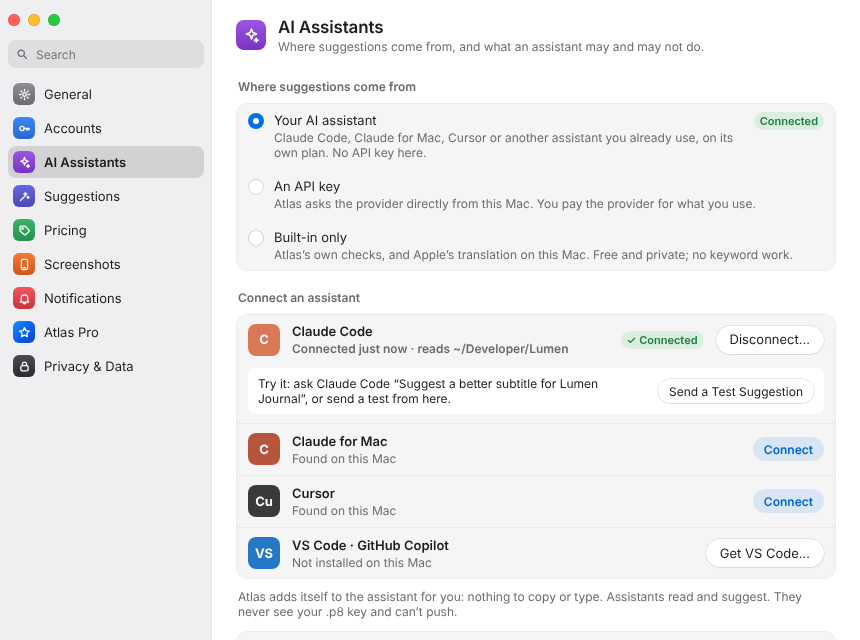 Search
General
Accounts
AI Assistants
Suggestions
Pricing
Screenshots
Notifications
Atlas Pro
Privacy & Data
AI Assistants
Where suggestions come from, and what an assistant may and may not do.
Where suggestions come from
Your AI assistant
Connected
Claude Code, Claude for Mac, Cursor or another assistant you already use, on its
own plan. No API key here.
An API key
Atlas asks the provider directly from this Mac. You pay the provider for what you use.
Built-in only
Atlas’s own checks, and Apple’s translation on this Mac. Free and private; no keyword work.
Connect an assistant
C
Claude Code
Connected just now · reads ~/Developer/Lumen
✓ Connected
Disconnect...
Try it: ask Claude Code “Suggest a better subtitle for Lumen
Journal”, or send a test from here.
Send a Test Suggestion
C
Claude for Mac
Found on this Mac
Connect
Cu
Cursor
Found on this Mac
Connect
VS
VS Code · GitHub Copilot
Not installed on this Mac
Get VS Code...
Atlas adds itself to the assistant for you: nothing to copy or type. Assistants read and suggest. They
never see your .p8 key and can’t push.